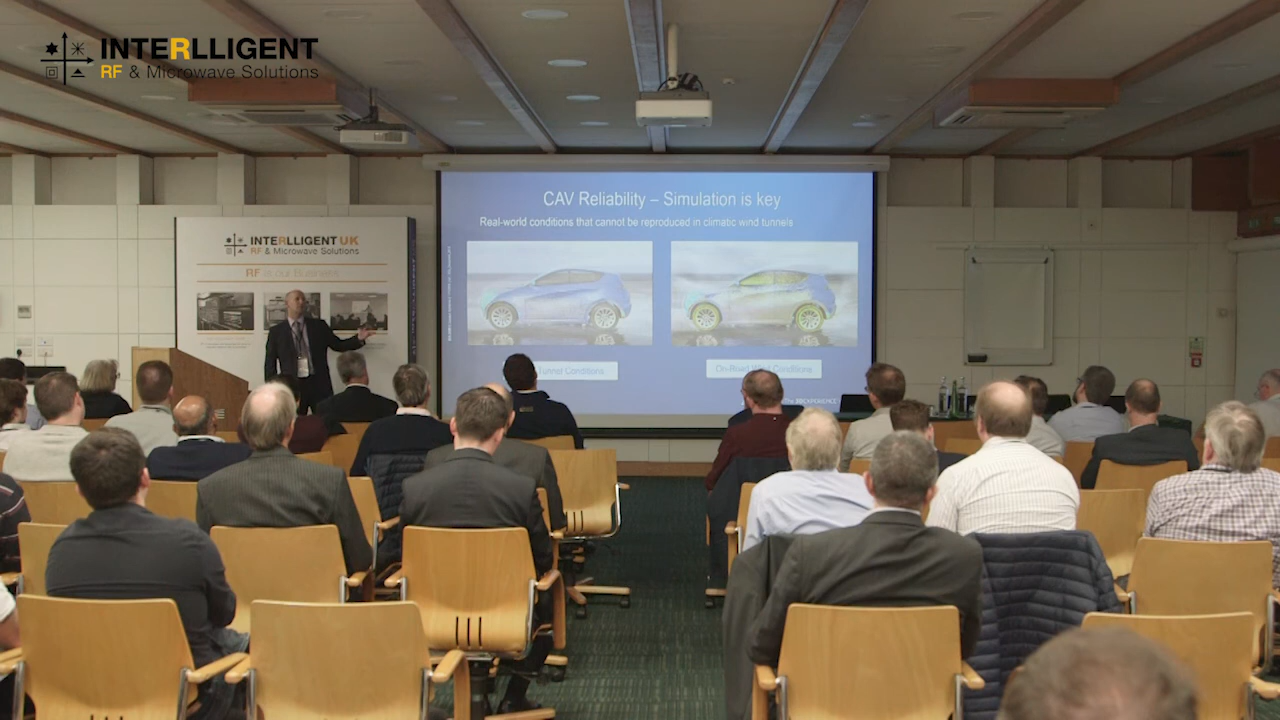 INTERLLIGENT
RF & Microwave Solutions
CAV Reliability – Simulation is key
Real-world conditions that cannot be reproduced in climatic wind tunnels
Tunnel Conditions
On-Road Wind Conditions
INTERLLIGENT UK
RF & Microwave Solutions
RF is our Business